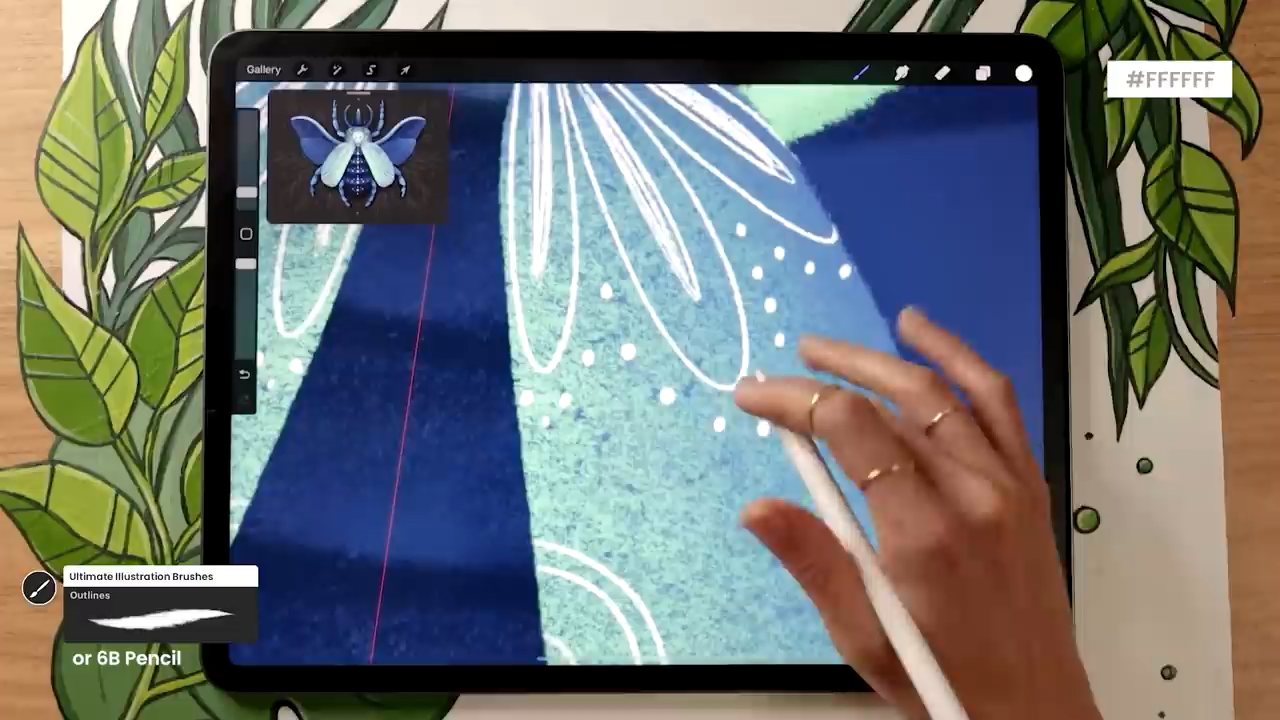 Gallery
#FFFFFF
Ultimate Illustration Brushes
Outlines
or 6B Pencil